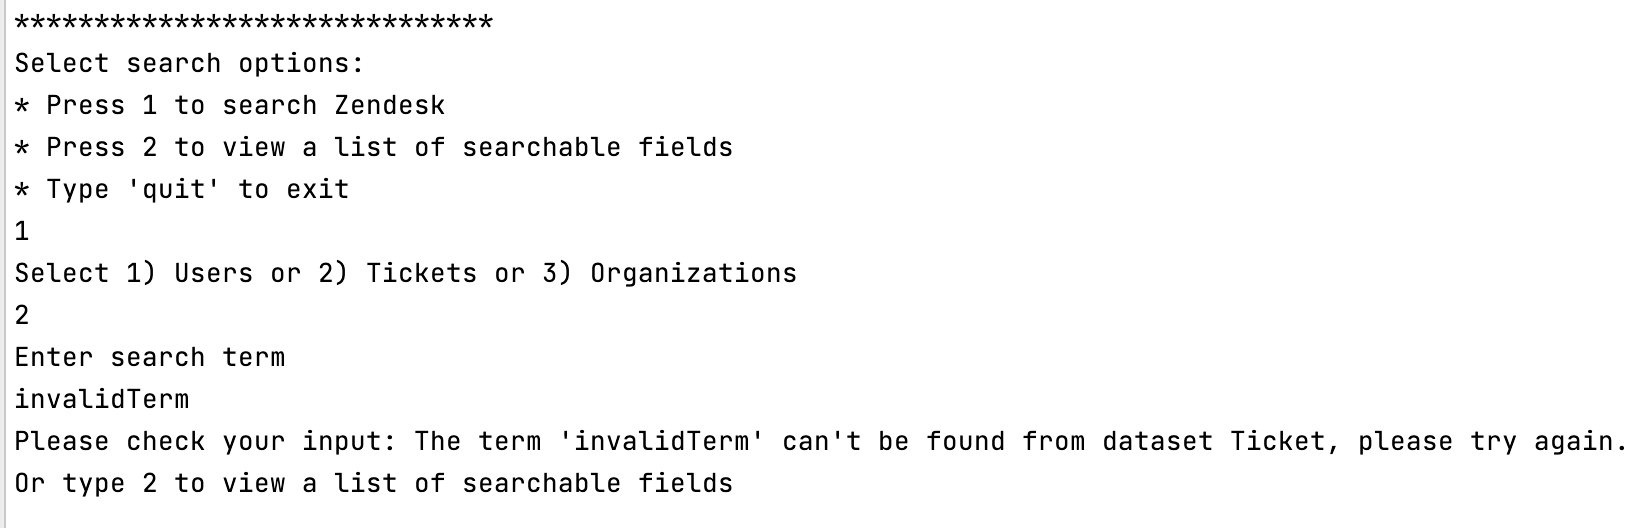 ******************************
Select search options:
* Press 1 to search Zendesk
* Press 2 to view a list of searchable fields
* Type 'quit' to exit
1
Select 1) Users or 2) Tickets or 3) Organizations
2
Enter search term
invalidTerm
Please check your input: The term 'invalidTerm' can't be found from dataset Ticket, please try again.
Or type 2 to view a list of searchable fields